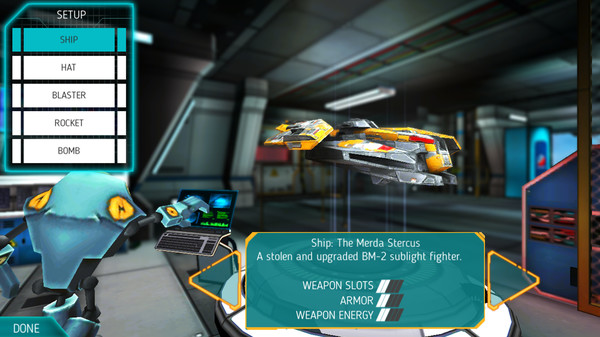 SETUP
SHIP
HAT
BLASTER
ROCKET
BOMB
Ship: The Merda Stercus
A stolen and upgraded BM-2 sublight fighter.
WEAPON SLOTS
ARMOR
WEAPON ENERGY
DONE